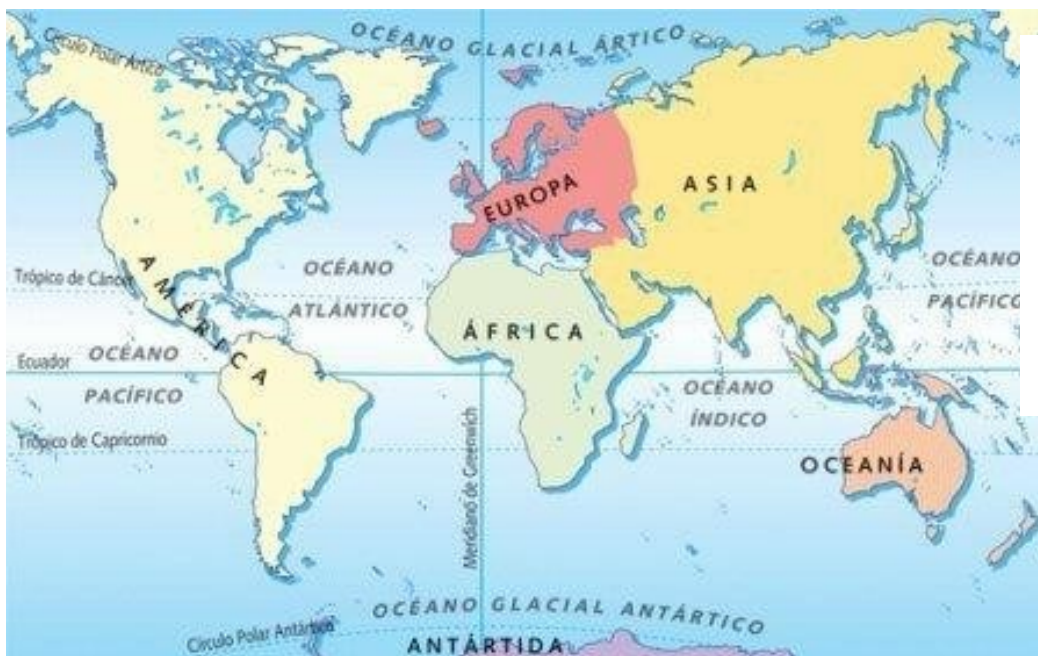 OCÉANO GLACIAL ÁRTICO
Círculo Polar Ártico
EUROPA
ASIA
AMÉRICA
OCÉANO
ATLÁNTICO
Trópico de Cáncer
OCÉANO
PACÍFICO
ÁFRICA
Ecuador
OCÉANO
PACÍFICO
OCÉANO
ÍNDICO
Trópico de Capricornio
Meridiano de Greenwich
OCEANÍA
OCÉANO GLACIAL ANTÁRTICO
Círculo Polar Antártico
ANTÁRTIDA